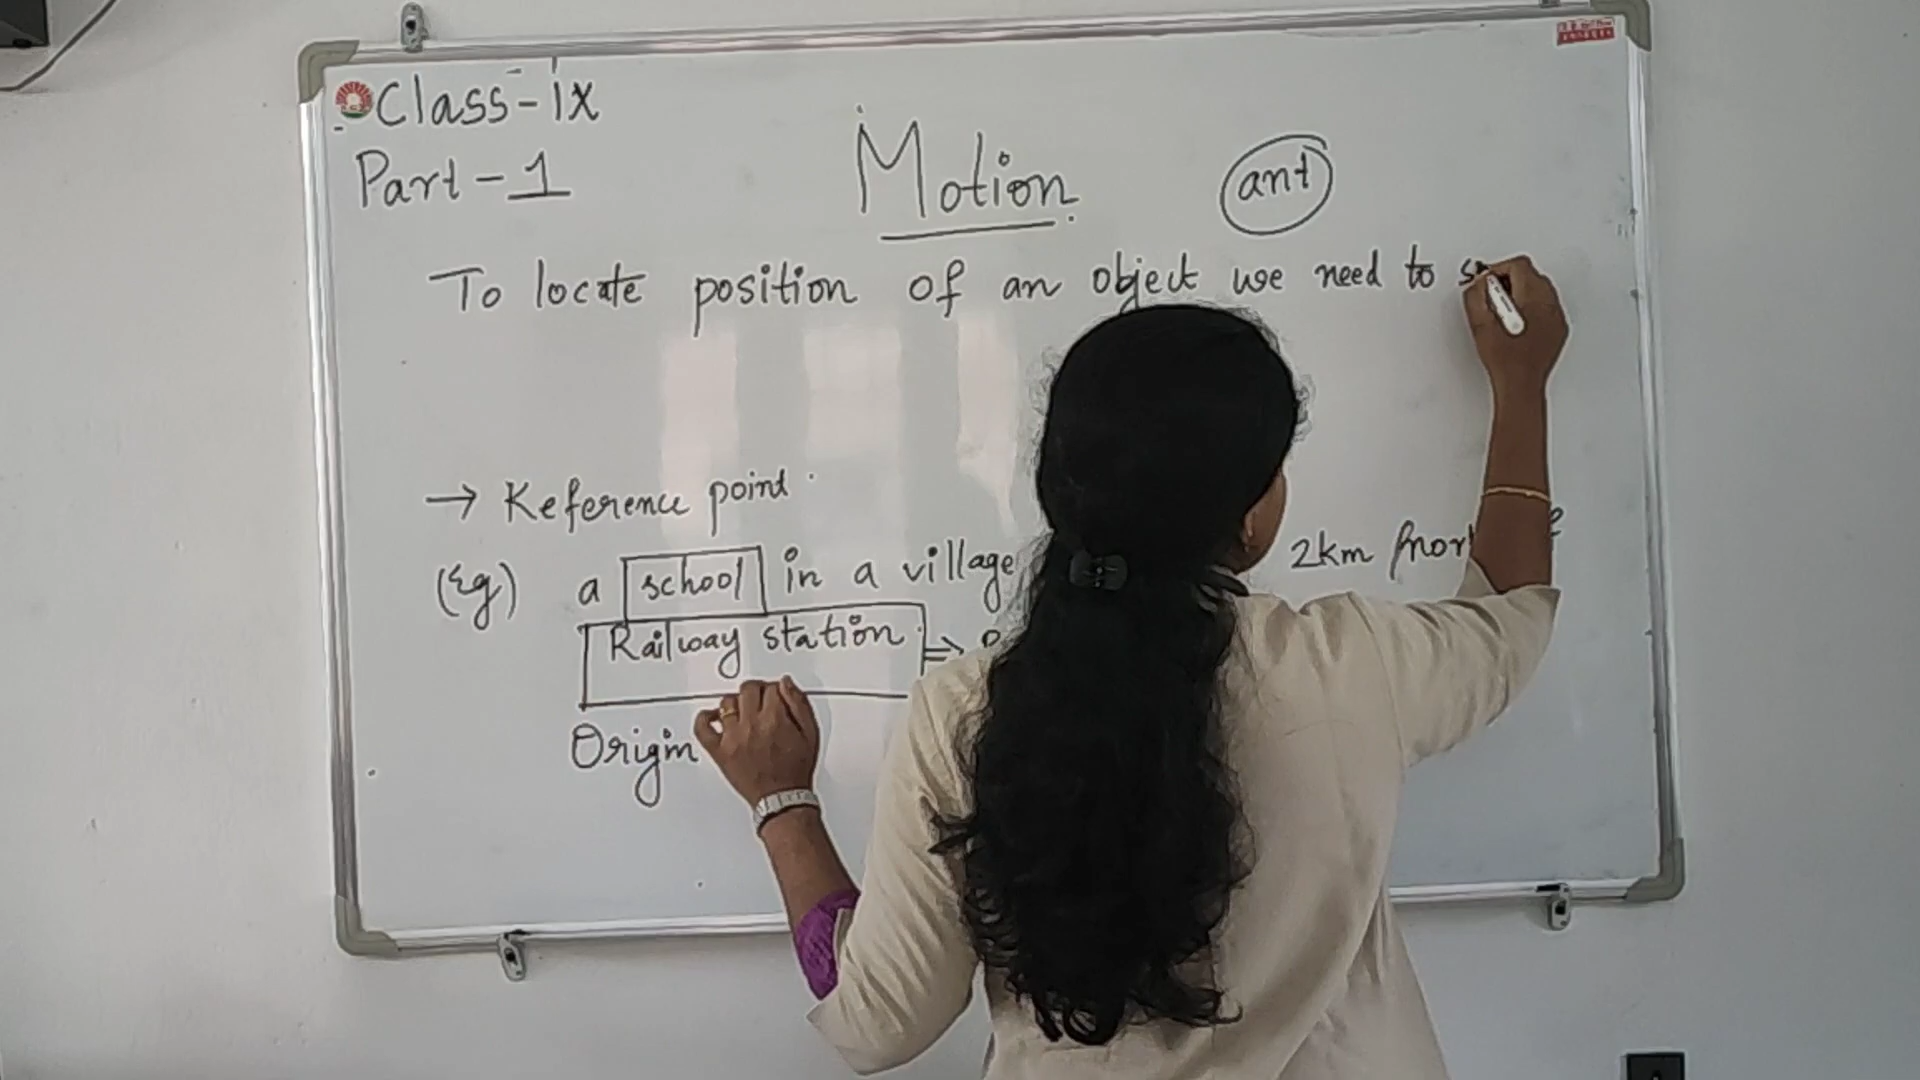 Class-ix
Part-1
Motion
ant
To locate position of an object we need to
→ Reference point
(Eg) a school in a village 2km
Railway station ⇒
Origin